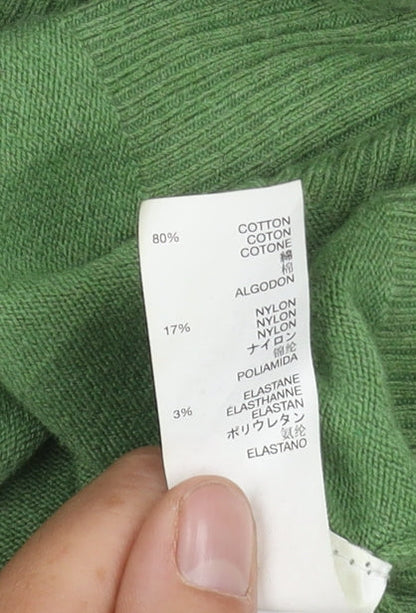 80% COTTON
COTON
COTONE
綿
棉
ALGODON
17% NYLON
NYLON
NYLON
ナイロン
锦纶
POLIAMIDA
3% ELASTANE
ÉLASTHANNE
ELASTAN
ポリウレタン
氨纶
ELASTANO